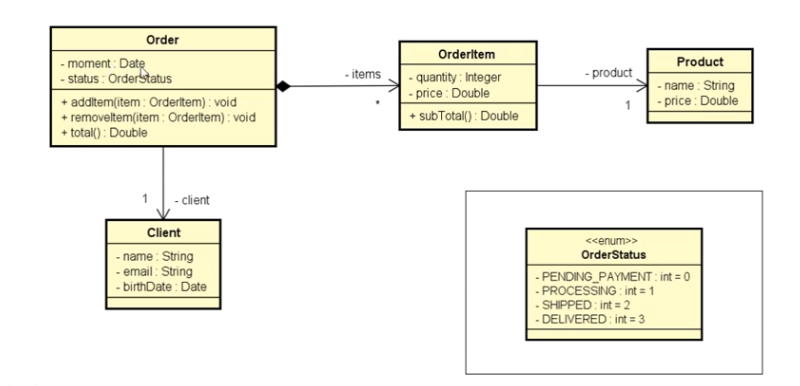 Order
- moment : Date
- status : OrderStatus
+ addItem(item : OrderItem) : void
+ removeItem(item : OrderItem) : void
+ total() : Double
- items
*
OrderItem
- quantity : Integer
- price : Double
+ subTotal() : Double
- product
1
Product
- name : String
- price : Double
1 - client
Client
- name : String
- email : String
- birthDate : Date
<<enum>>
OrderStatus
- PENDING_PAYMENT : int = 0
- PROCESSING : int = 1
- SHIPPED : int = 2
- DELIVERED : int = 3